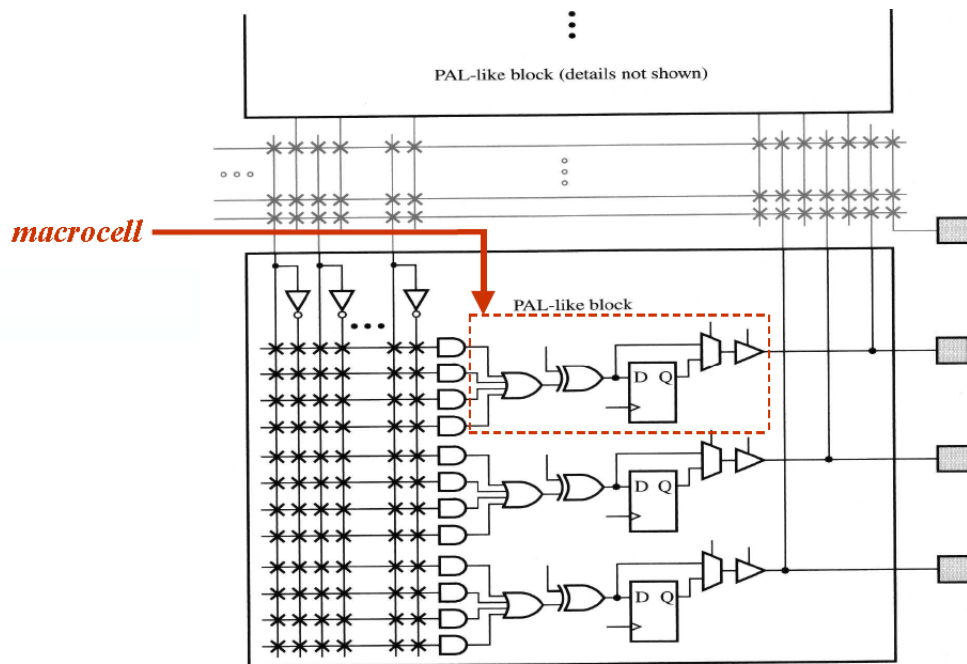 PAL-like block (details not shown)
macrocell
PAL-like block
D Q
D Q
D Q